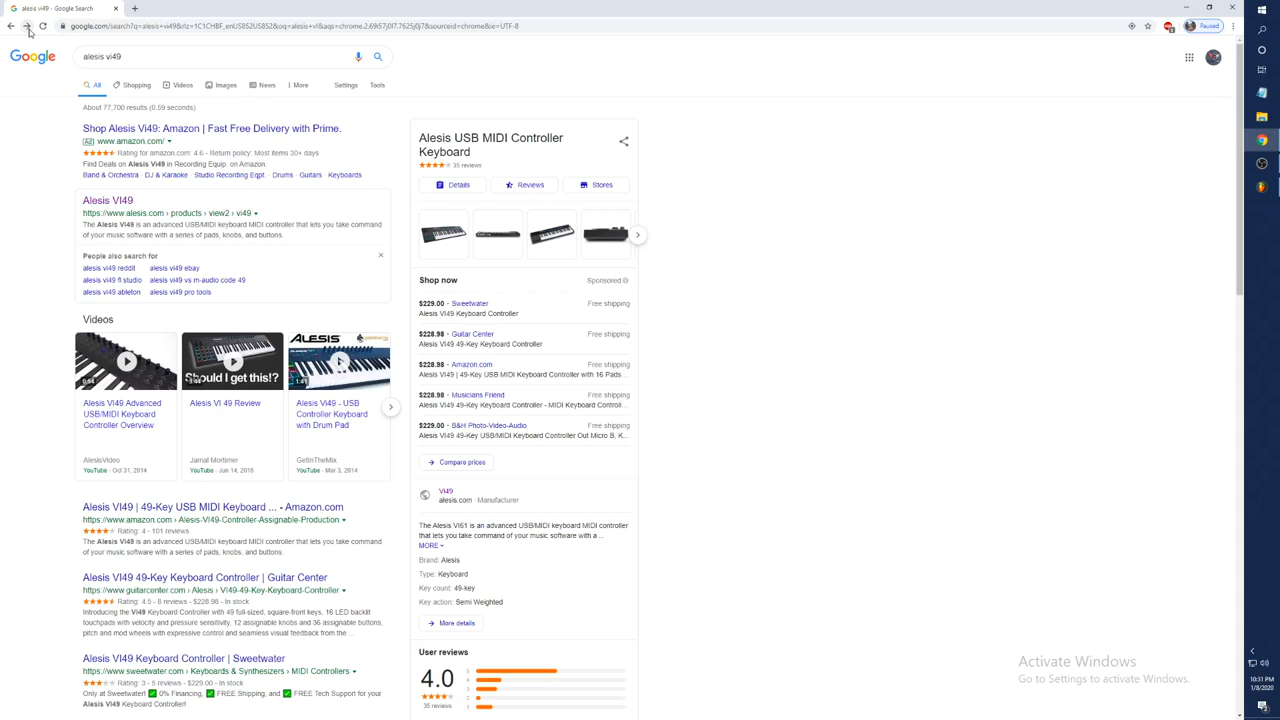 alesis vi49 - Google Search
google.com/search?q=alesis+vi49&rlz=1C1CHBF_enUS852US852&oq=alesis+vi&aqs=chrome.2.69i57j0l7.7625j0j7&sourceid=chrome&ie=UTF-8
Paused
Google
alesis vi49
All Shopping Videos Images News More Settings Tools
About 77,700 results (0.59 seconds)
Shop Alesis Vi49: Amazon | Fast Free Delivery with Prime.
Ad www.amazon.com/
Rating for amazon.com: 4.6 - Return policy: Most items 30+ days
Find Deals on Alesis Vi49 in Recording Equip. on Amazon.
Band & Orchestra · DJ & Karaoke · Studio Recording Eqpt. · Drums · Guitars · Keyboards
Alesis VI49
https://www.alesis.com › products › view2 › vi49
The Alesis VI49 is an advanced USB/MIDI keyboard MIDI controller that lets you take command
of your music software with a series of pads, knobs, and buttons.
People also search for
alesis vi49 reddit alesis vi49 ebay
alesis vi49 fl studio alesis vi49 vs m-audio code 49
alesis vi49 ableton alesis vi49 pro tools
Videos
ALESIS
Should I get this!?
1:41
Alesis VI49 Advanced
USB/MIDI Keyboard
Controller Overview
AlesisVideo
YouTube · Oct 31, 2014
Alesis VI 49 Review
Jamal Mortimer
YouTube · Jun 14, 2016
Alesis Vi49 - USB
Controller Keyboard
with Drum Pad
GetInTheMix
YouTube · Mar 3, 2014
Alesis VI49 | 49-Key USB MIDI Keyboard ... - Amazon.com
https://www.amazon.com › Alesis-VI49-Controller-Assignable-Production
Rating: 4 - 101 reviews
The Alesis VI49 is an advanced USB/MIDI keyboard MIDI controller that lets you take command
of your music software with a series of pads, knobs, and buttons.
Alesis VI49 49-Key Keyboard Controller | Guitar Center
https://www.guitarcenter.com › Alesis › VI49-49-Key-Keyboard-Controller
Rating: 4.5 - 8 reviews - $228.98 - In stock
Introducing the VI49 Keyboard Controller with 49 full-sized, square-front keys, 16 LED backlit
touchpads with velocity and pressure sensitivity, 12 assignable knobs and 36 assignable buttons,
pitch and mod wheels with expressive control and seamless visual feedback from the ...
Alesis VI49 Keyboard Controller | Sweetwater
https://www.sweetwater.com › Keyboards & Synthesizers › MIDI Controllers
Rating: 3 - 5 reviews - $229.00 - In stock
Only at Sweetwater! ✅ 0% Financing, ✅ FREE Shipping, and ✅ FREE Tech Support for your
Alesis VI49 Keyboard Controller!
Alesis USB MIDI Controller
Keyboard
35 reviews
Details Reviews Stores
Shop now Sponsored
$229.00 · Sweetwater Free shipping
Alesis VI49 Keyboard Controller
$228.98 · Guitar Center Free shipping
Alesis VI49 49-Key Keyboard Controller
$228.98 · Amazon.com Free shipping
Alesis VI49 | 49-Key USB MIDI Keyboard Controller with 16 Pads...
$228.98 · Musicians Friend Free shipping
Alesis VI49 49-Key Keyboard Controller - MIDI Keyboard Controll...
$229.00 · B&H Photo-Video-Audio Free shipping
Alesis VI49 49-Key USB/MIDI Keyboard Controller Out Micro B, K...
Compare prices
VI49
alesis.com · Manufacturer
The Alesis VI61 is an advanced USB/MIDI keyboard MIDI controller
that lets you take command of your music software with a ...
MORE
Brand: Alesis
Type: Keyboard
Key count: 49-key
Key action: Semi Weighted
More details
User reviews
4.0
35 reviews
5
4
3
2
1
Activate Windows
Go to Settings to activate Windows.
10:31 PM
1/8/2020